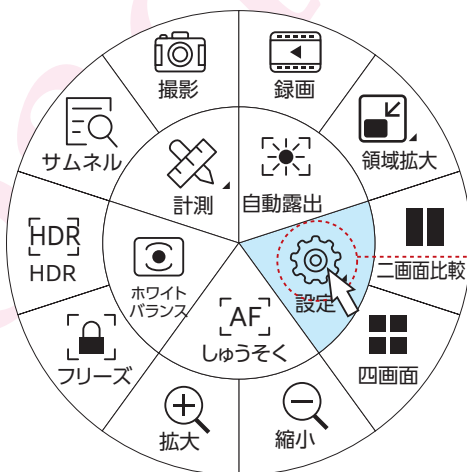 撮影
録画
サムネル
領域拡大
計測
自動露出
HDR
HDR
ホワイト
バランス
設定
二画面比較
AF
しゅうそく
フリーズ
四画面
拡大
縮小